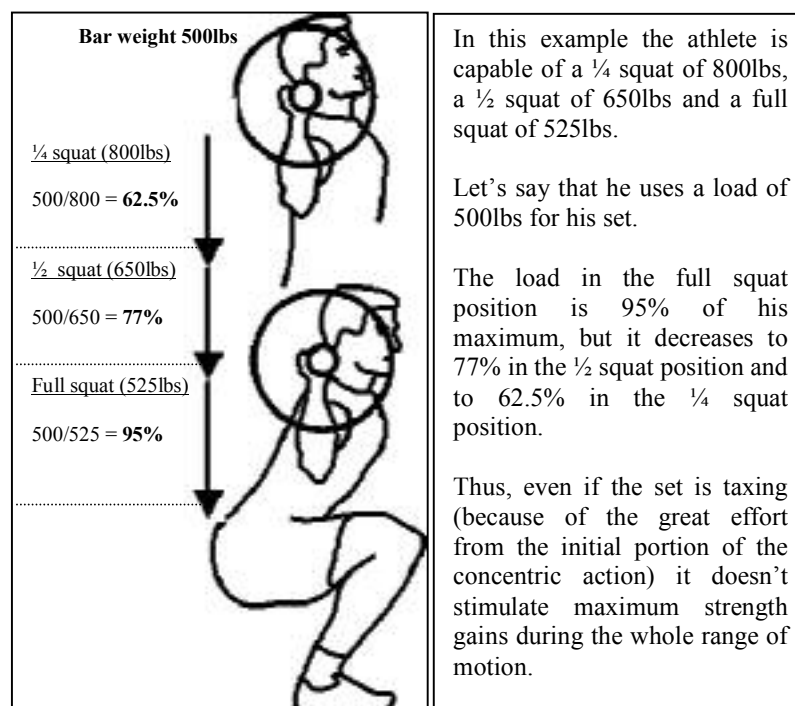 Bar weight 500lbs
¼ squat (800lbs)
500/800 = 62.5%
½ squat (650lbs)
500/650 = 77%
Full squat (525lbs)
500/525 = 95%
In this example the athlete is
capable of a ¼ squat of 800lbs,
a ½ squat of 650lbs and a full
squat of 525lbs.
Let’s say that he uses a load of
500lbs for his set.
The load in the full squat
position is 95% of his
maximum, but it decreases to
77% in the ½ squat position and
to 62.5% in the ¼ squat
position.
Thus, even if the set is taxing
(because of the great effort
from the initial portion of the
concentric action) it doesn’t
stimulate maximum strength
gains during the whole range of
motion.